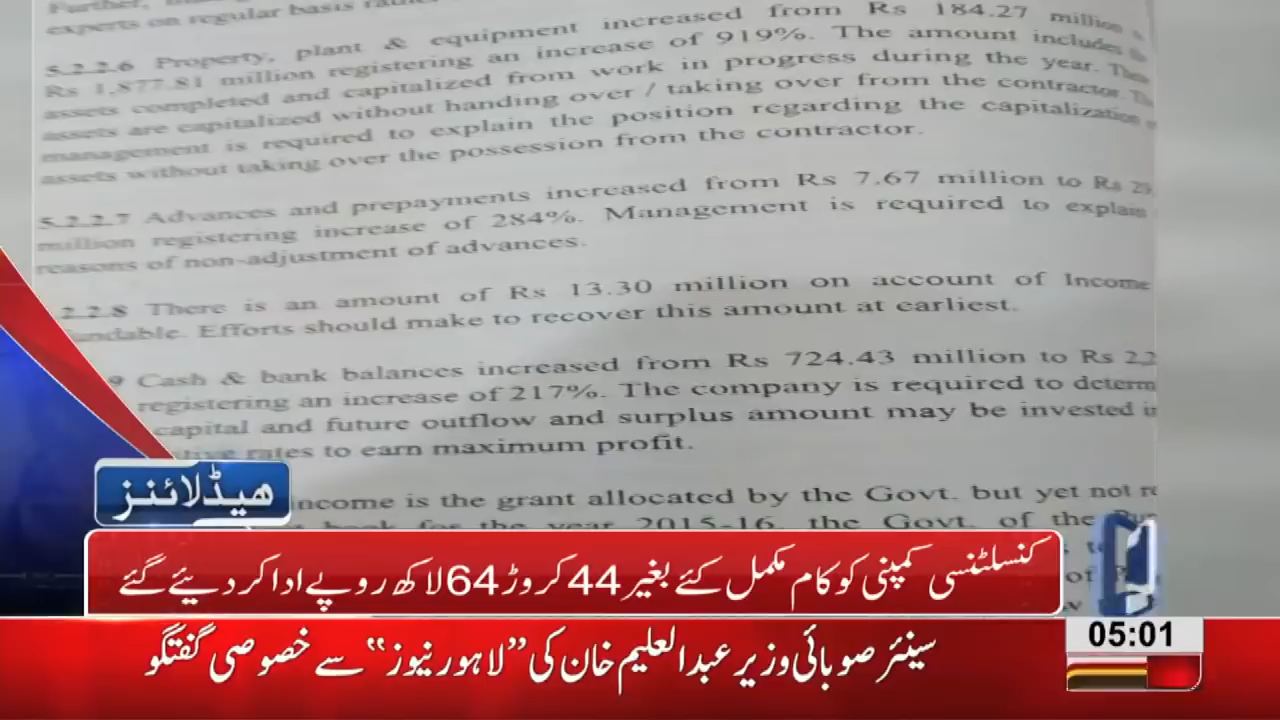 experts on regular basis
5.2.2.6 Property, plant & equipment increased from Rs 184.27 million
Rs 1,877.81 million registering an increase of 919%. The amount includes
assets completed and capitalized from work in progress during the year.
assets are capitalized without handing over / taking over from the contractor.
management is required to explain the position regarding the capitalization
assets without taking over the possession from the contractor.
5.2.2.7 Advances and prepayments increased from Rs 7.67 million to Rs
million registering increase of 284%. Management is required to explain
reasons of non-adjustment of advances.
.2.2.8 There is an amount of Rs 13.30 million on account of Income
Efforts should make to recover this amount at earliest.
9 Cash & bank balances increased from Rs 724.43 million to Rs 2,2
registering an increase of 217%. The company is required to determ
capital and future outflow and surplus amount may be invested
rates to earn maximum profit.
income is the grant allocated by the Govt. but yet not
for the year 2015-16, the Govt. of the
ھیڈلائنز
کنسلٹنسی کمپنی کو کام مکمل کئے بغیر 44 کروڑ 64 لاکھ روپے ادا کر دیئے گئے
سینئر صوبائی وزیر عبدالعلیم خان کی ”لاہور نیوز“ سے خصوصی گفتگو
05:01